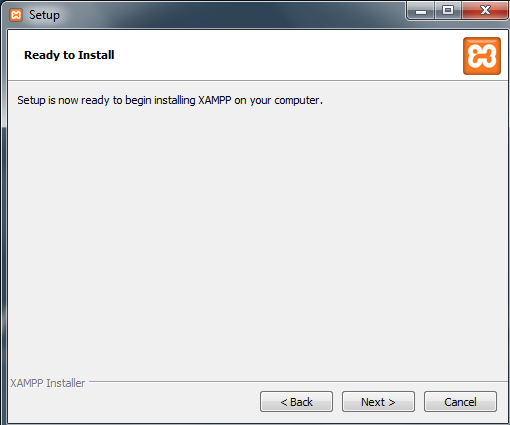 Setup
Ready to Install
Setup is now ready to begin installing XAMPP on your computer.
XAMPP Installer
< Back
Next >
Cancel